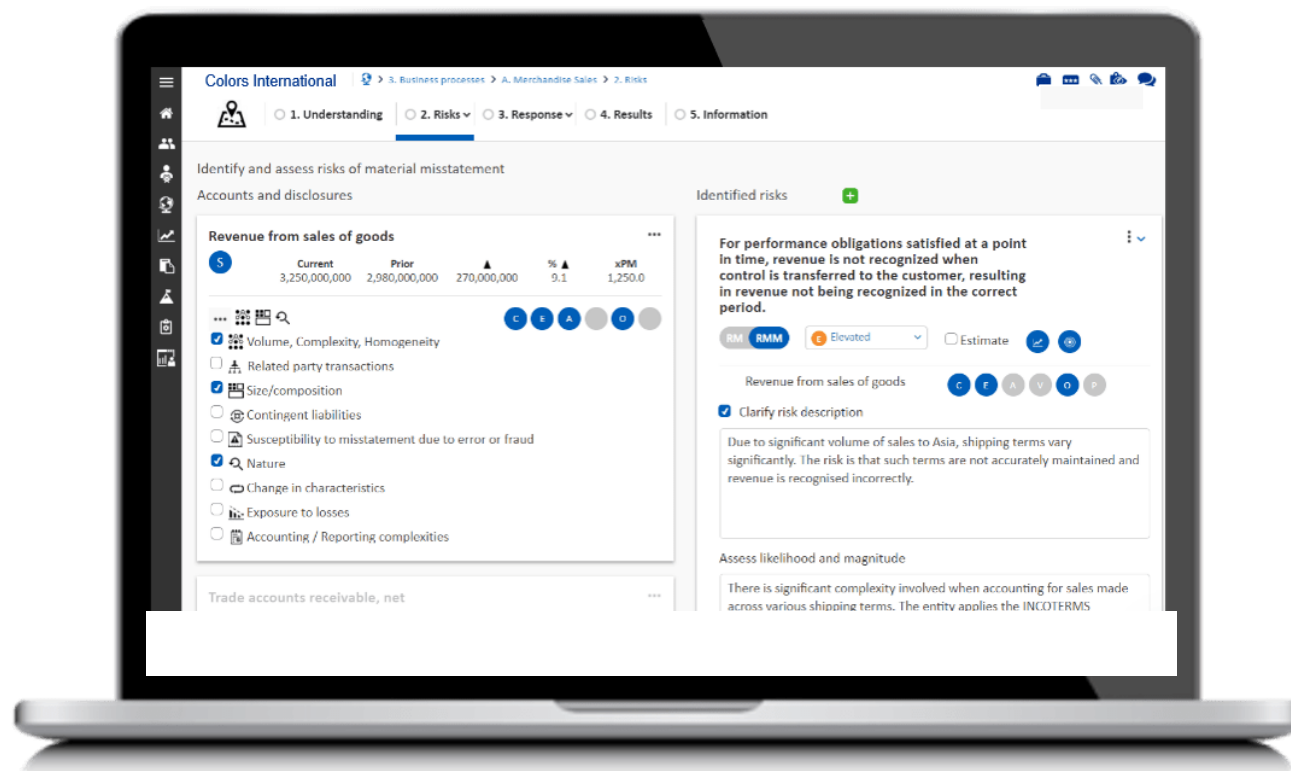 Colors International
3. Business processes > A. Merchandise Sales > 2. Risks
1. Understanding
2. Risks
3. Response
4. Results
5. Information
Identify and assess risks of material misstatement
Accounts and disclosures
Revenue from sales of goods
S
Current Prior ▲ % ▲ xPM
3,250,000,000 2,980,000,000 270,000,000 9.1 1,250.0
C E A O
Volume, Complexity, Homogeneity
Related party transactions
Size/composition
Contingent liabilities
Susceptibility to misstatement due to error or fraud
Nature
Change in characteristics
Exposure to losses
Accounting / Reporting complexities
Trade accounts receivable, net
Identified risks
For performance obligations satisfied at a point
in time, revenue is not recognized when
control is transferred to the customer, resulting
in revenue not being recognized in the correct
period.
RM RMM E Elevated Estimate
Revenue from sales of goods C E A V O P
Clarify risk description
Due to significant volume of sales to Asia, shipping terms vary
significantly. The risk is that such terms are not accurately maintained and
revenue is recognised incorrectly.
Assess likelihood and magnitude
There is significant complexity involved when accounting for sales made
across various shipping terms. The entity applies the INCOTERMS